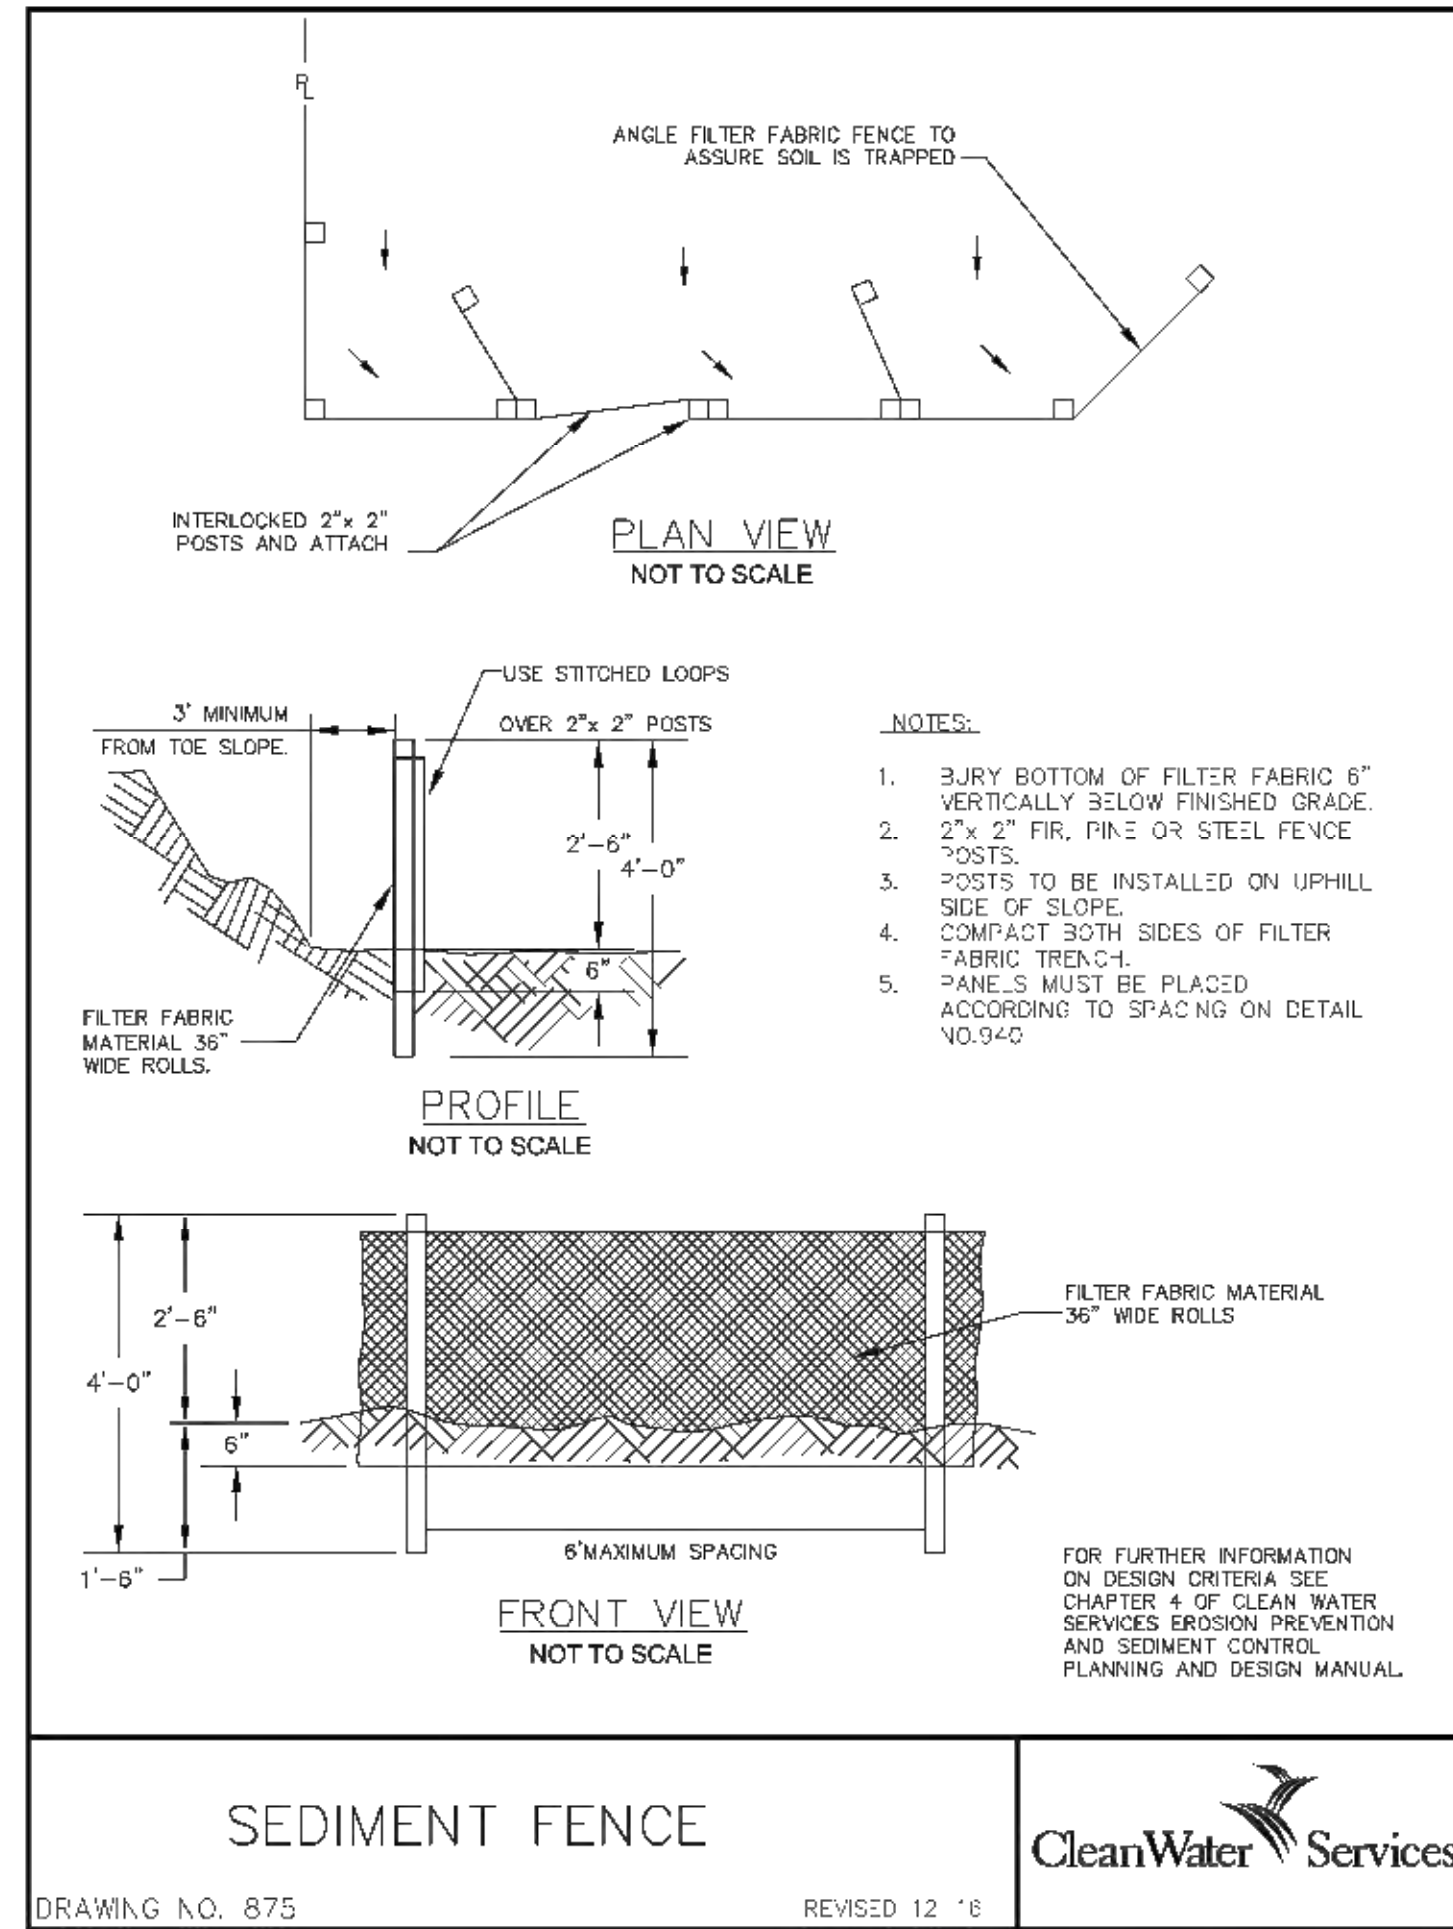 PL
ANGLE FILTER FABRIC FENCE TO
ASSURE SOIL IS TRAPPED
INTERLOCKED 2"x 2"
POSTS AND ATTACH
PLAN VIEW
NOT TO SCALE
USE STITCHED LOOPS
OVER 2"x 2" POSTS
3' MINIMUM
FROM TOE SLOPE.
2'-6"
4'-0"
6"
FILTER FABRIC
MATERIAL 36"
WIDE ROLLS.
PROFILE
NOT TO SCALE
NOTES:
1. BURY BOTTOM OF FILTER FABRIC 6"
VERTICALLY BELOW FINISHED GRADE.
2. 2"x 2" FIR, PINE OR STEEL FENCE
POSTS.
3. POSTS TO BE INSTALLED ON UPHILL
SIDE OF SLOPE.
4. COMPACT BOTH SIDES OF FILTER
FABRIC TRENCH.
5. PANELS MUST BE PLACED
ACCORDING TO SPACING ON DETAIL
NO.940
2'-6"
4'-0"
6"
1'-6"
FILTER FABRIC MATERIAL
36" WIDE ROLLS
6'MAXIMUM SPACING
FRONT VIEW
NOT TO SCALE
FOR FURTHER INFORMATION
ON DESIGN CRITERIA SEE
CHAPTER 4 OF CLEAN WATER
SERVICES EROSION PREVENTION
AND SEDIMENT CONTROL
PLANNING AND DESIGN MANUAL.
SEDIMENT FENCE
DRAWING NO. 875
REVISED 12 16
CleanWater Services